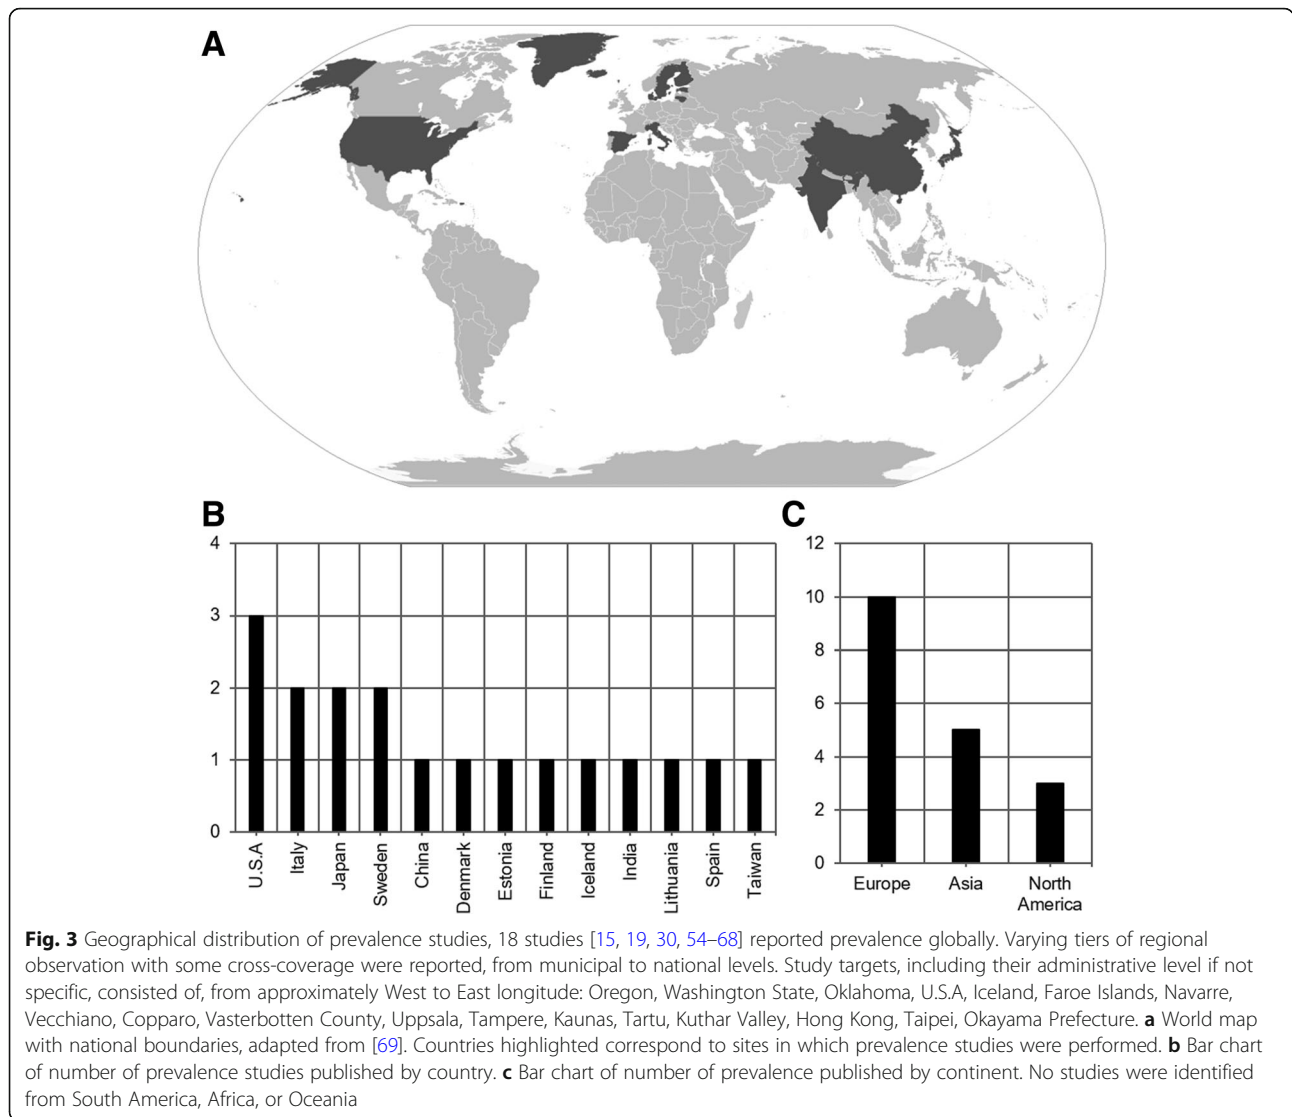 A
B
C
4
3
2
1
0
U.S.A
Italy
Japan
Sweden
China
Denmark
Estonia
Finland
Iceland
India
Lithuania
Spain
Taiwan
12
10
8
6
4
2
0
Europe
Asia
North
America
Fig. 3 Geographical distribution of prevalence studies, 18 studies [15, 19, 30, 54–68] reported prevalence globally. Varying tiers of regional
observation with some cross-coverage were reported, from municipal to national levels. Study targets, including their administrative level if not
specific, consisted of, from approximately West to East longitude: Oregon, Washington State, Oklahoma, U.S.A, Iceland, Faroe Islands, Navarre,
Vecchiano, Copparo, Vasterbotten County, Uppsala, Tampere, Kaunas, Tartu, Kuthar Valley, Hong Kong, Taipei, Okayama Prefecture. a World map
with national boundaries, adapted from [69]. Countries highlighted correspond to sites in which prevalence studies were performed. b Bar chart
of number of prevalence studies published by country. c Bar chart of number of prevalence published by continent. No studies were identified
from South America, Africa, or Oceania